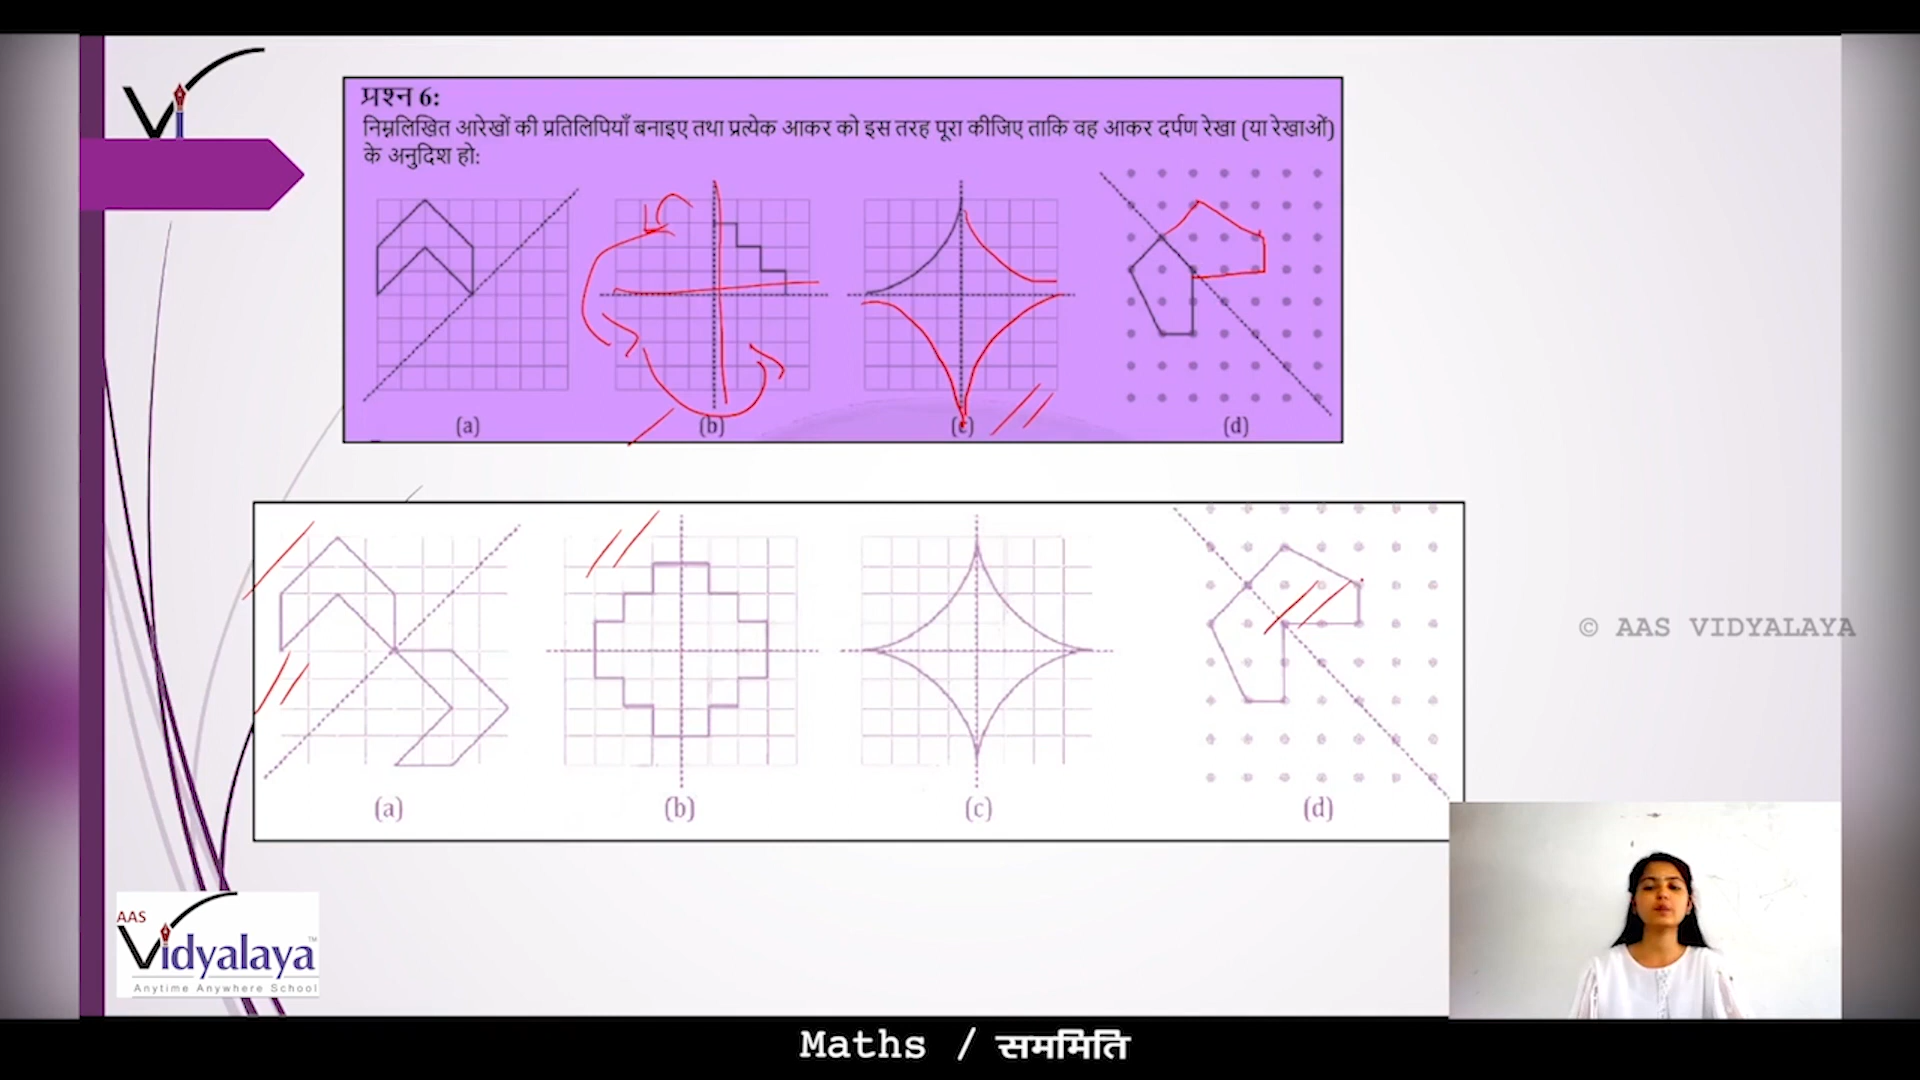 प्रश्न 6:
निम्नलिखित आरेखों की प्रतिलिपियाँ बनाइए तथा प्रत्येक आकर को इस तरह पूरा कीजिए ताकि वह आकर दर्पण रेखा (या रेखाओं)
के अनुदिश हो:
(a) (b) (c) (d)
(a) (b) (c) (d)
© AAS VIDYALAYA
AAS
Vidyalaya™
Anytime Anywhere School
Maths / सममिति